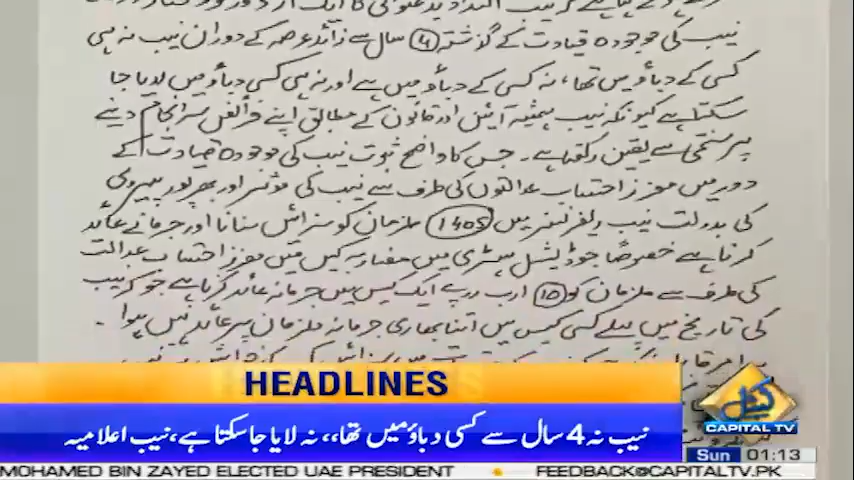 نیب کی موجودہ قیادت کے گزشتہ (4) سال سے زائد عرصہ کے دوران نیب نہ ہی
کسی کے دباؤ میں تھا، نہ کسی کے دباؤ میں ہے اور نہ ہی کسی دباؤ میں لایا جا
سکتا ہے کیونکہ نیب ہمیشہ آئین اور قانون کے مطابق اپنے فرائض سرانجام دینے
پر سختی سے یقین رکھتا ہے۔ جس کا واضح ثبوت نیب کی موجودہ قیادت کے
دور میں معزز احتساب عدالتوں کی طرف سے نیب کی مؤثر اور بھرپور پیروی
کی بدولت نیب ریفرنسز میں (1405) ملزمان کو سزائیں سنانا اور جرمانے عائد
کرنا ہے خصوصاً جوڈیشل ہسٹری میں مضاربہ کیس میں معزز احتساب عدالت
کی طرف سے ملزمان کو (10) ارب روپے ایک کیس میں جرمانہ عائد کرنا ہے جو کہ نیب
کی تاریخ میں پہلے کسی کیس میں اتنا بھاری جرمانہ ملزمان پر عائد نہیں ہوا۔
HEADLINES
نیب نہ 4 سال سے کسی دباؤ میں تھا،، نہ لایا جاسکتا ہے، نیب اعلامیہ
کیپٹل
CAPITAL TV
Sun 01:13
MOHAMED BIN ZAYED ELECTED UAE PRESIDENT FEEDBACK@CAPITALTV.PK